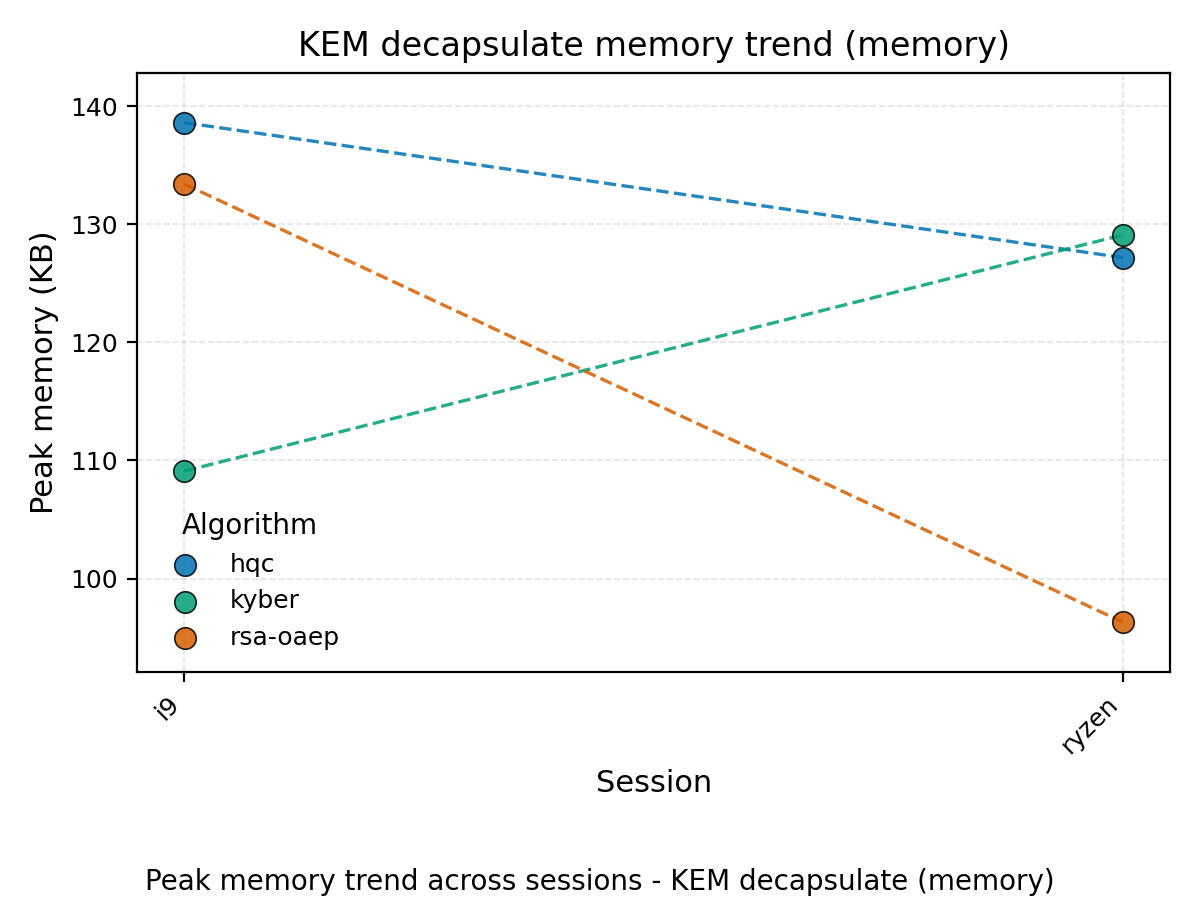 KEM decapsulate memory trend (memory)
Peak memory (KB)
140
130
120
110
100
Algorithm
hqc
kyber
rsa-oaep
i9
ryzen
Session
Peak memory trend across sessions - KEM decapsulate (memory)